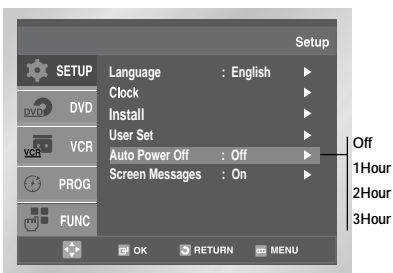 Setup
SETUP
DVD
DVD
VCR
VCR
PROG
FUNC
Language : English
Clock
Install
User Set
Auto Power Off : Off
Screen Messages : On
Off
1Hour
2Hour
3Hour
OK RETURN MENU